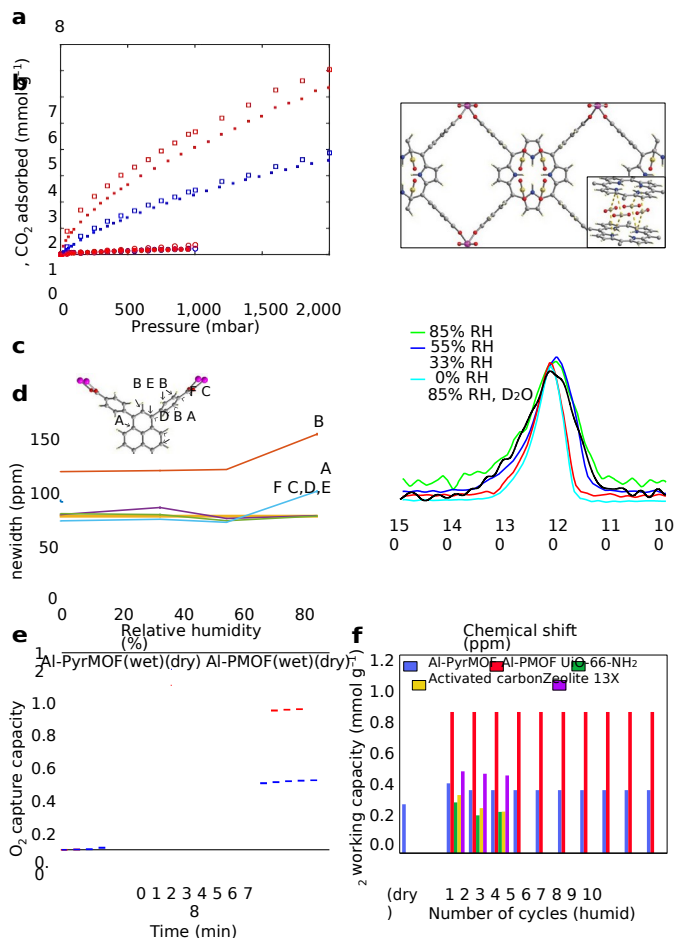 a
8
b
7
6
5
4
3
2
1
0
, CO2 adsorbed (mmol g−1)
0 500 1,000 1,500 2,000
Pressure (mbar)
c
d
B E B
F C
A D B A
150
100
50
0
newidth (ppm)
B
A
F C,D,E
0 20 40 60 80
Relative humidity
(%)
85% RH
55% RH
33% RH
0% RH
85% RH, D2O
15 14 13 12 11 10
0 0 0 0 0 0
Chemical shift
(ppm)
e
1.
2
Al-PyrMOF(wet)(dry) Al-PMOF(wet)(dry)
1.0
0.8
0.6
0.4
0.2
0.
0
O2 capture capacity
0 1 2 3 4 5 6 7
8
Time (min)
f
1.2
1.0
0.8
0.6
0.4
0.2
0.0
2 working capacity (mmol g−1)
Al-PyrMOF Al-PMOF UiO-66-NH2
Activated carbon Zeolite 13X
(dry 1 2 3 4 5 6 7 8 9 10
)
Number of cycles (humid)